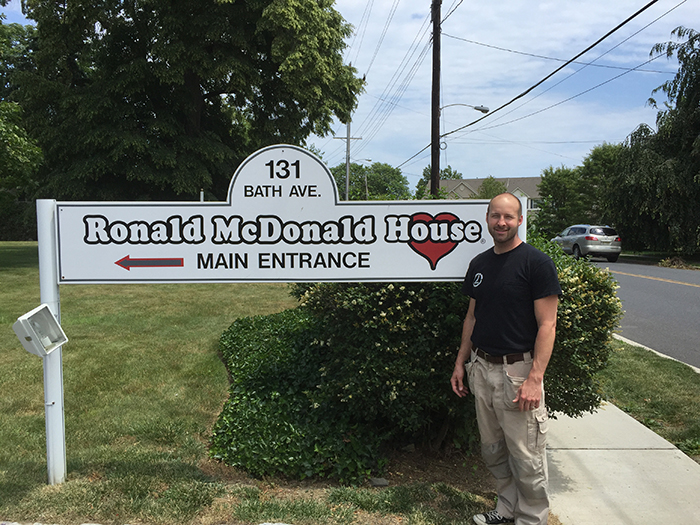 131
BATH AVE.
Ronald McDonald House®
MAIN ENTRANCE